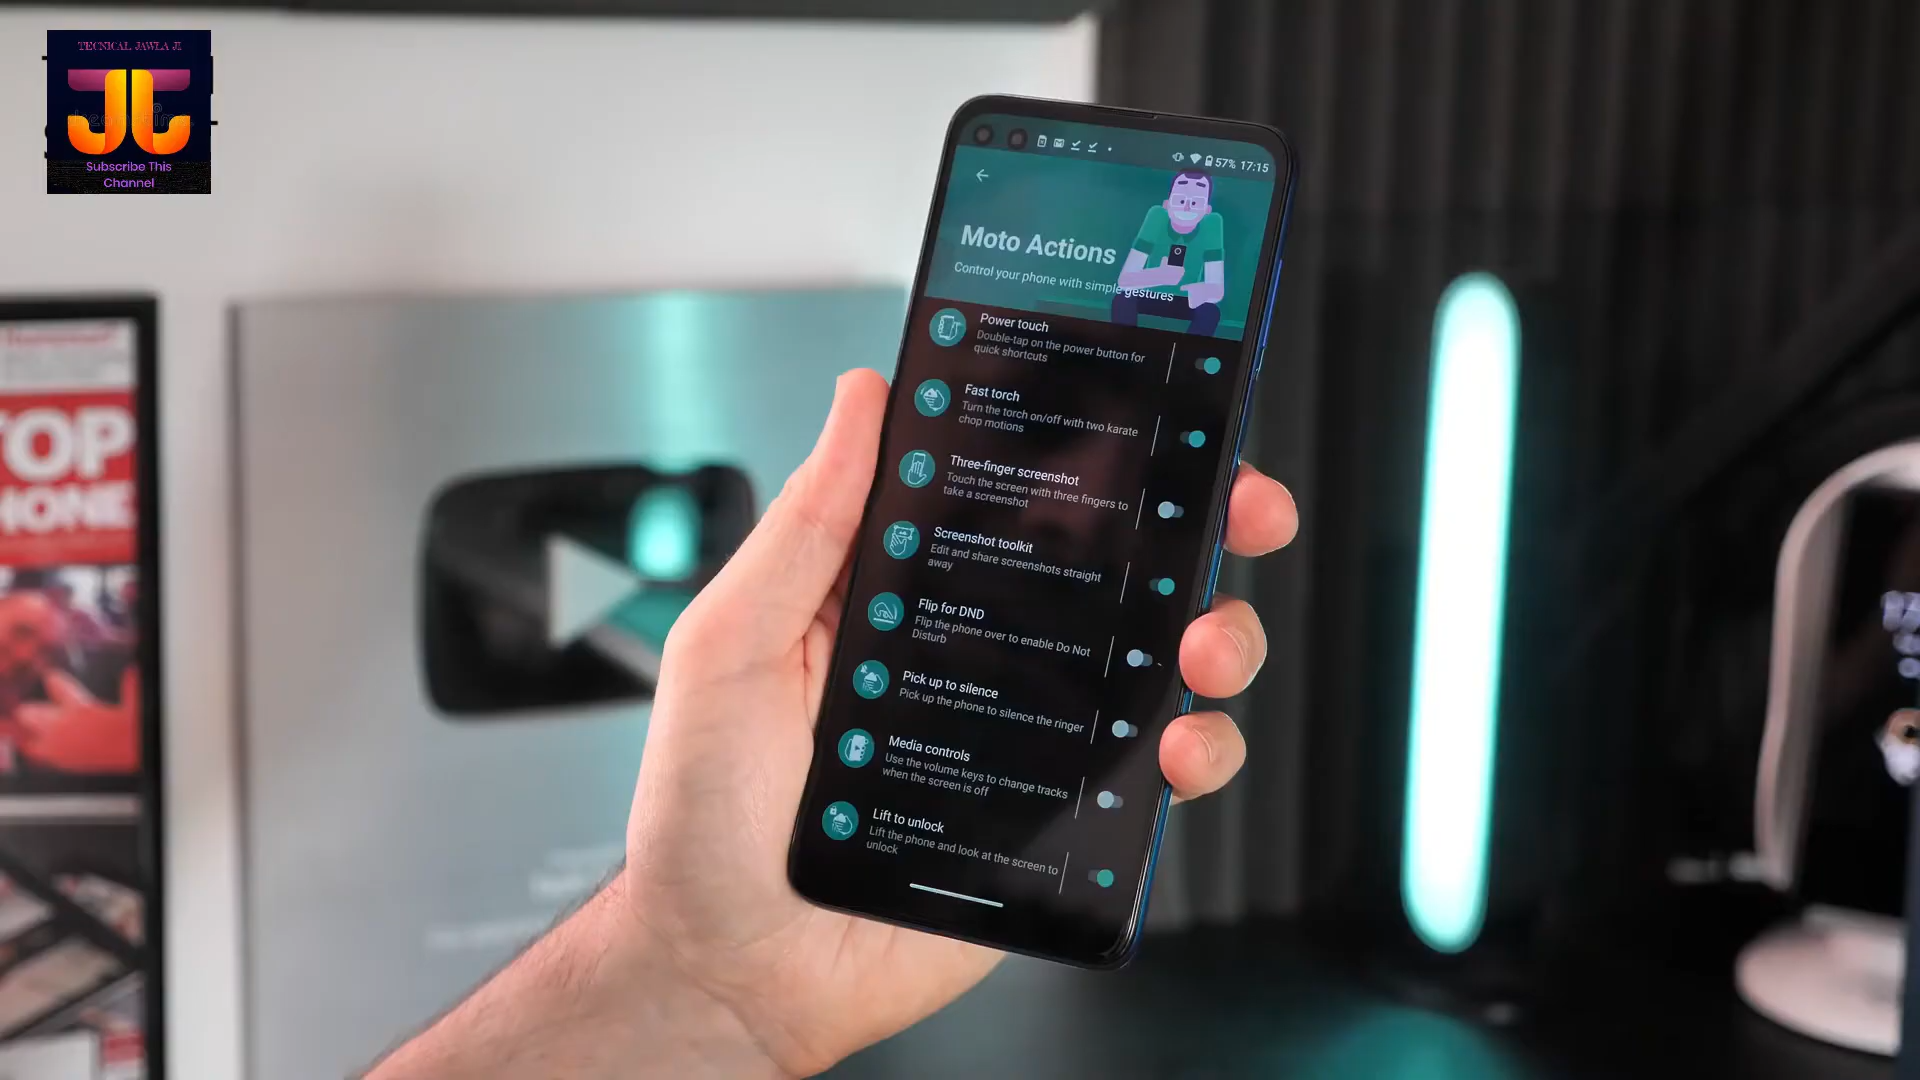 TECNICAL JAWLA JI
Subscribe This
Channel
57% 17:15
Moto Actions
Control your phone with simple gestures
Power touch
Double-tap on the power button for
quick shortcuts
Fast torch
Turn the torch on/off with two karate
chop motions
Three-finger screenshot
Touch the screen with three fingers to
take a screenshot
Screenshot toolkit
Edit and share screenshots straight
away
Flip for DND
Flip the phone over to enable Do Not
Disturb
Pick up to silence
Pick up the phone to silence the ringer
Media controls
Use the volume keys to change tracks
when the screen is off
Lift to unlock
Lift the phone and look at the screen to
unlock
TOP
PHONE